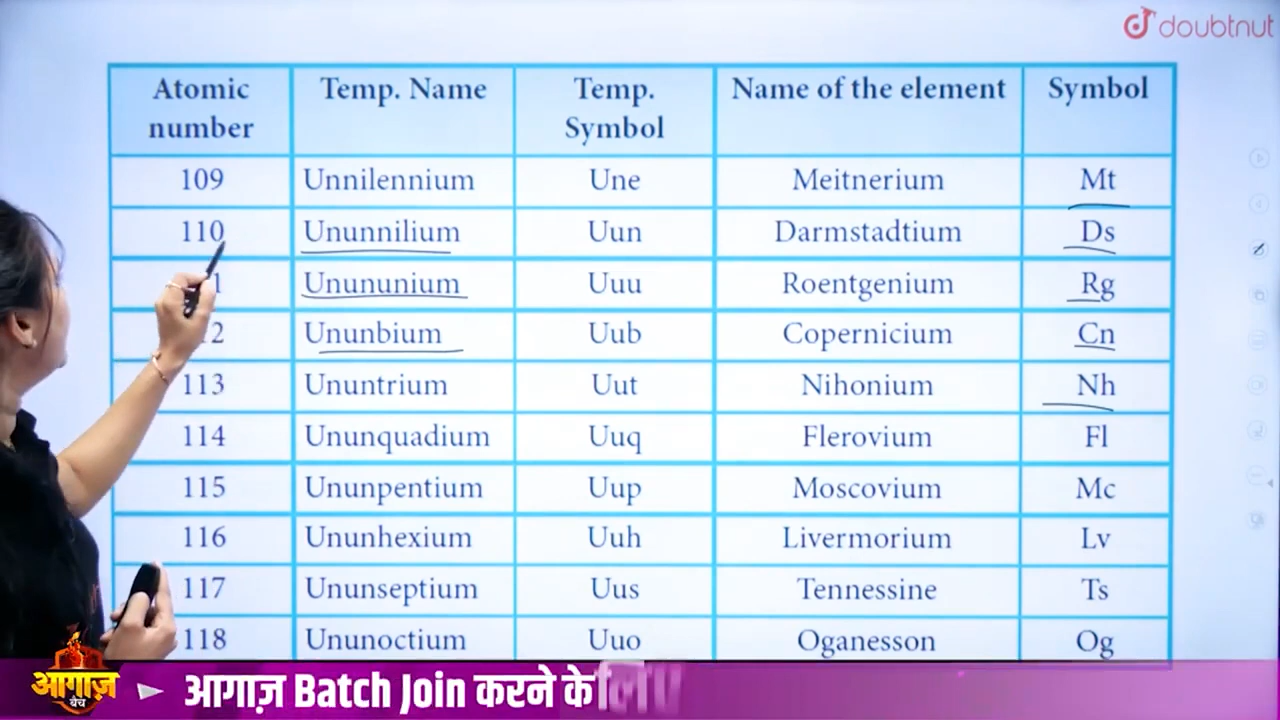 doubtnut
Atomic number Temp. Name Temp. Symbol Name of the element Symbol
109 Unnilennium Une Meitnerium Mt
110 Ununnilium Uun Darmstadtium Ds
1 Unununium Uuu Roentgenium Rg
2 Ununbium Uub Copernicium Cn
113 Ununtrium Uut Nihonium Nh
114 Ununquadium Uuq Flerovium Fl
115 Ununpentium Uup Moscovium Mc
116 Ununhexium Uuh Livermorium Lv
117 Ununseptium Uus Tennessine Ts
118 Ununoctium Uuo Oganesson Og
आगाज़
बैच
आगाज़ Batch Join करने के